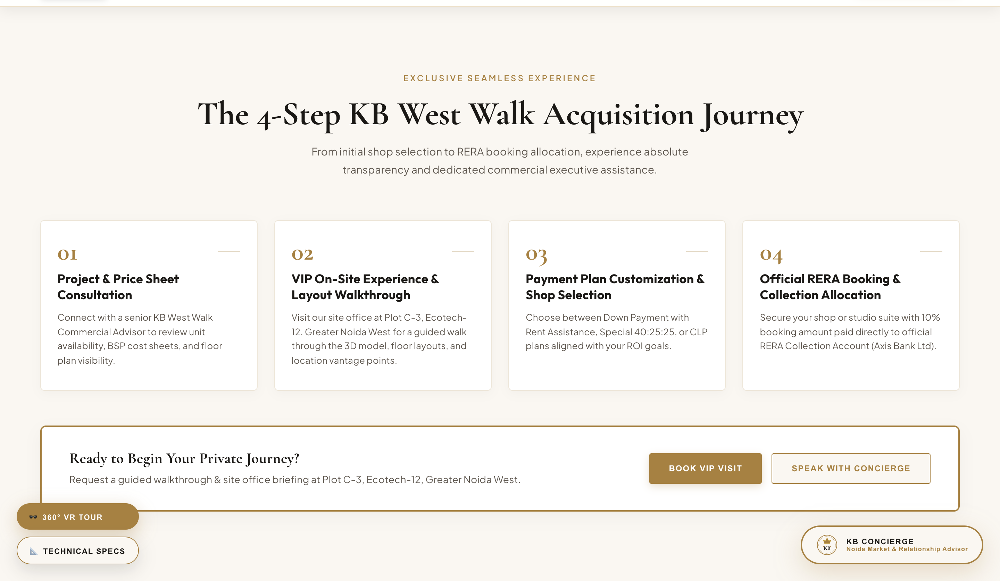 EXCLUSIVE SEAMLESS EXPERIENCE
The 4-Step KB West Walk Acquisition Journey
From initial shop selection to RERA booking allocation, experience absolute
transparency and dedicated commercial executive assistance.
01
Project & Price Sheet
Consultation
Connect with a senior KB West Walk
Commercial Advisor to review unit
availability, BSP cost sheets, and floor
plan visibility.
02
VIP On-Site Experience &
Layout Walkthrough
Visit our site office at Plot C-3, Ecotech-
12, Greater Noida West for a guided walk
through the 3D model, floor layouts, and
location vantage points.
03
Payment Plan Customization &
Shop Selection
Choose between Down Payment with
Rent Assistance, Special 40:25:25, or CLP
plans aligned with your ROI goals.
04
Official RERA Booking &
Collection Allocation
Secure your shop or studio suite with 10%
booking amount paid directly to official
RERA Collection Account (Axis Bank Ltd).
Ready to Begin Your Private Journey?
Request a guided walkthrough & site office briefing at Plot C-3, Ecotech-12, Greater Noida West.
BOOK VIP VISIT
SPEAK WITH CONCIERGE
360° VR TOUR
TECHNICAL SPECS
KB
KB CONCIERGE
Noida Market & Relationship Advisor